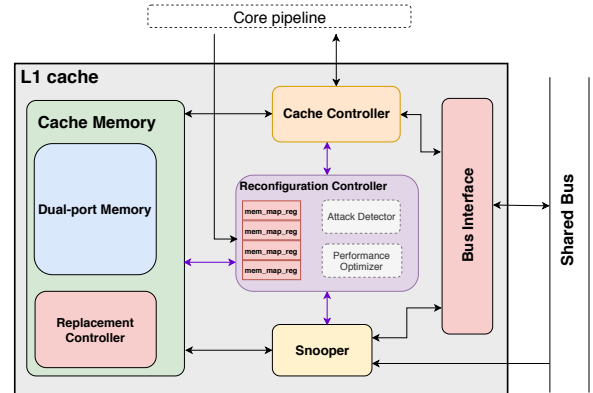 Core pipeline
L1 cache
Cache Memory
Dual-port Memory
Replacement
Controller
Cache Controller
Reconfiguration Controller
mem_map_reg
mem_map_reg
mem_map_reg
mem_map_reg
Attack Detector
Performance
Optimizer
Snooper
Bus Interface
Shared Bus